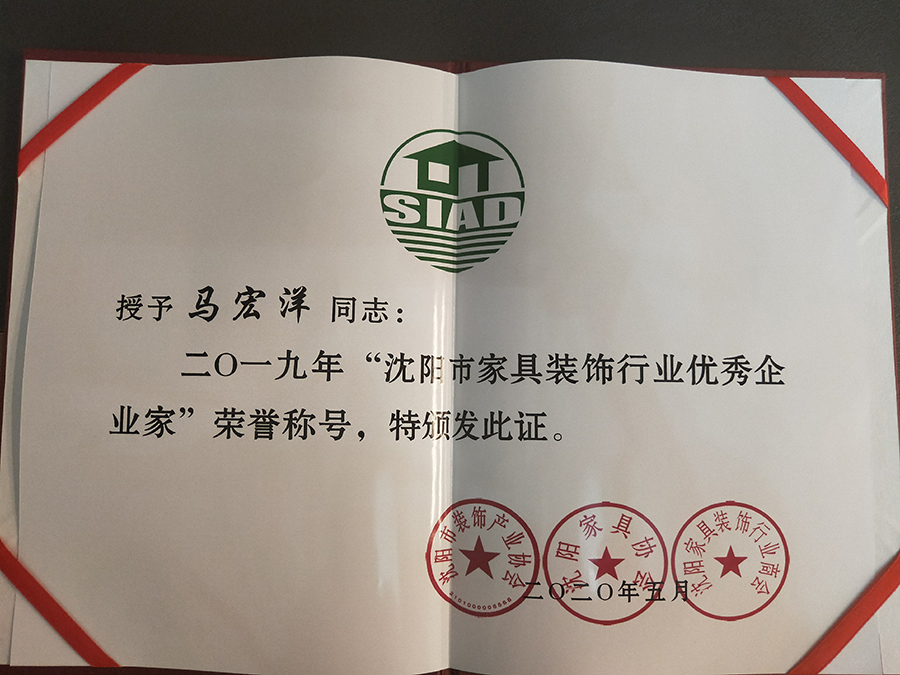 SIAD
授予 马宏洋 同志：
二〇一九年“沈阳市家具装饰行业优秀企
业家”荣誉称号，特颁发此证。
沈阳市装饰产业协会
沈阳家具协会
沈阳家具装饰行业商会
二〇二〇年五月